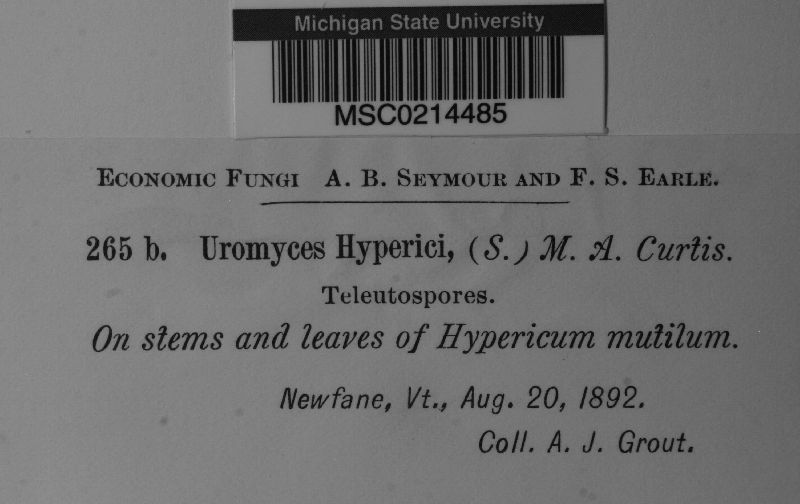 Michigan State University
MSC0214485
Economic Fungi A. B. Seymour and F. S. Earle.
265 b. Uromyces Hyperici, (S.) M. A. Curtis.
Teleutospores.
On stems and leaves of Hypericum mutilum.
Newfane, Vt., Aug. 20, 1892.
Coll. A. J. Grout.